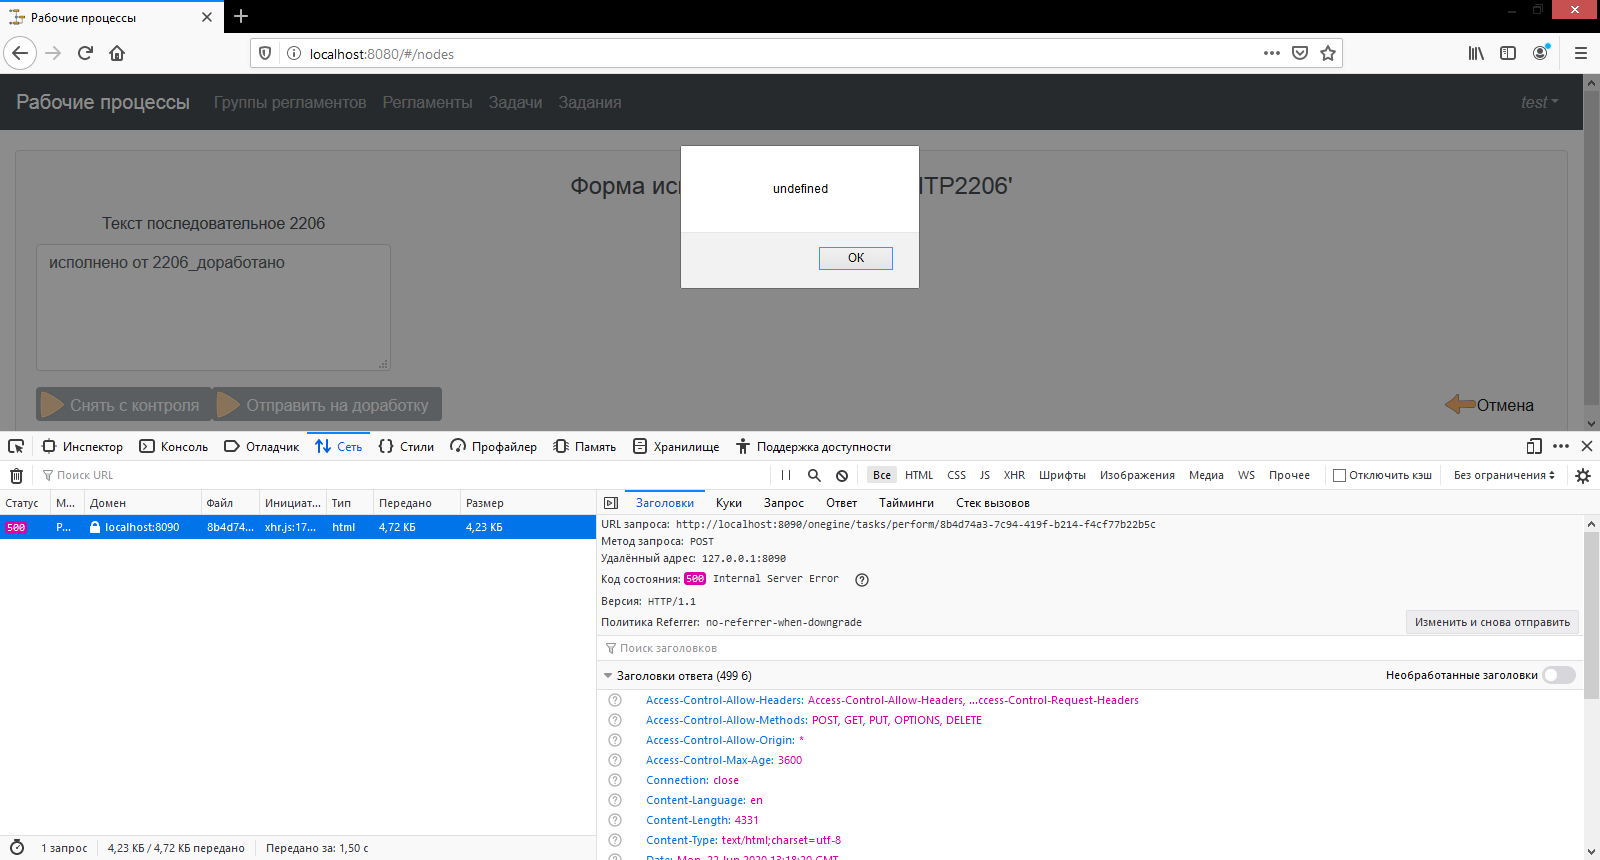 Рабочие процессы
localhost:8080/#/nodes
Рабочие процессы Группы регламентов Регламенты Задачи Задания test
Форма ис
ITP2206'
undefined
OK
Текст последовательное 2206
исполнено от 2206_доработано
Снять с контроля Отправить на доработку Отмена
Инспектор Консоль Отладчик Сеть Стили Профайлер Память Хранилище Поддержка доступности
Поиск URL Все HTML CSS JS XHR Шрифты Изображения Медиа WS Прочее Отключить кэш Без ограничения
Статус М... Домен Файл Инициат... Тип Передано Размер
500 P... localhost:8090 8b4d74... xhr.js:17... html 4,72 КБ 4,23 КБ
Заголовки Куки Запрос Ответ Тайминги Стек вызовов
URL запроса: http://localhost:8090/onegine/tasks/perform/8b4d74a3-7c94-419f-b214-f4cf77b22b5c
Метод запроса: POST
Удалённый адрес: 127.0.0.1:8090
Код состояния: 500 Internal Server Error
Версия: HTTP/1.1
Политика Referrer: no-referrer-when-downgrade Изменить и снова отправить
Поиск заголовков
Заголовки ответа (499 б) Необработанные заголовки
Access-Control-Allow-Headers: Access-Control-Allow-Headers, ...ccess-Control-Request-Headers
Access-Control-Allow-Methods: POST, GET, PUT, OPTIONS, DELETE
Access-Control-Allow-Origin: *
Access-Control-Max-Age: 3600
Connection: close
Content-Language: en
Content-Length: 4331
Content-Type: text/html;charset=utf-8
Date: Mon, 22 Jun 2020 13:18:20 GMT
1 запрос 4,23 КБ / 4,72 КБ передано Передано за: 1,50 с